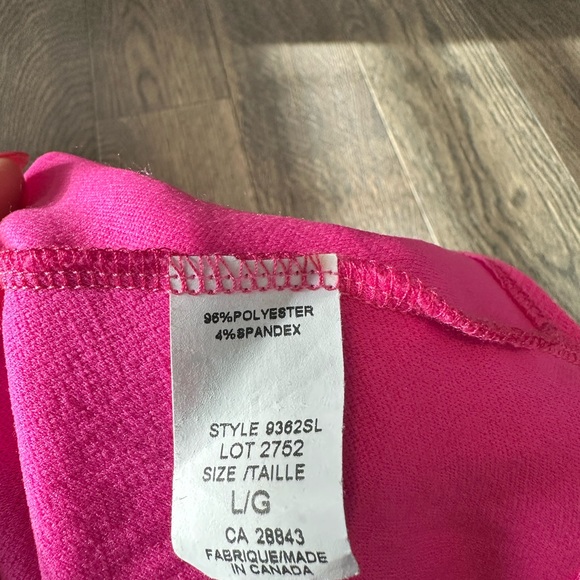 96%POLYESTER
4%SPANDEX
STYLE 9362SL
LOT 2752
SIZE /TAILLE
L/G
CA 28843
FABRIQUE/MADE
IN CANADA